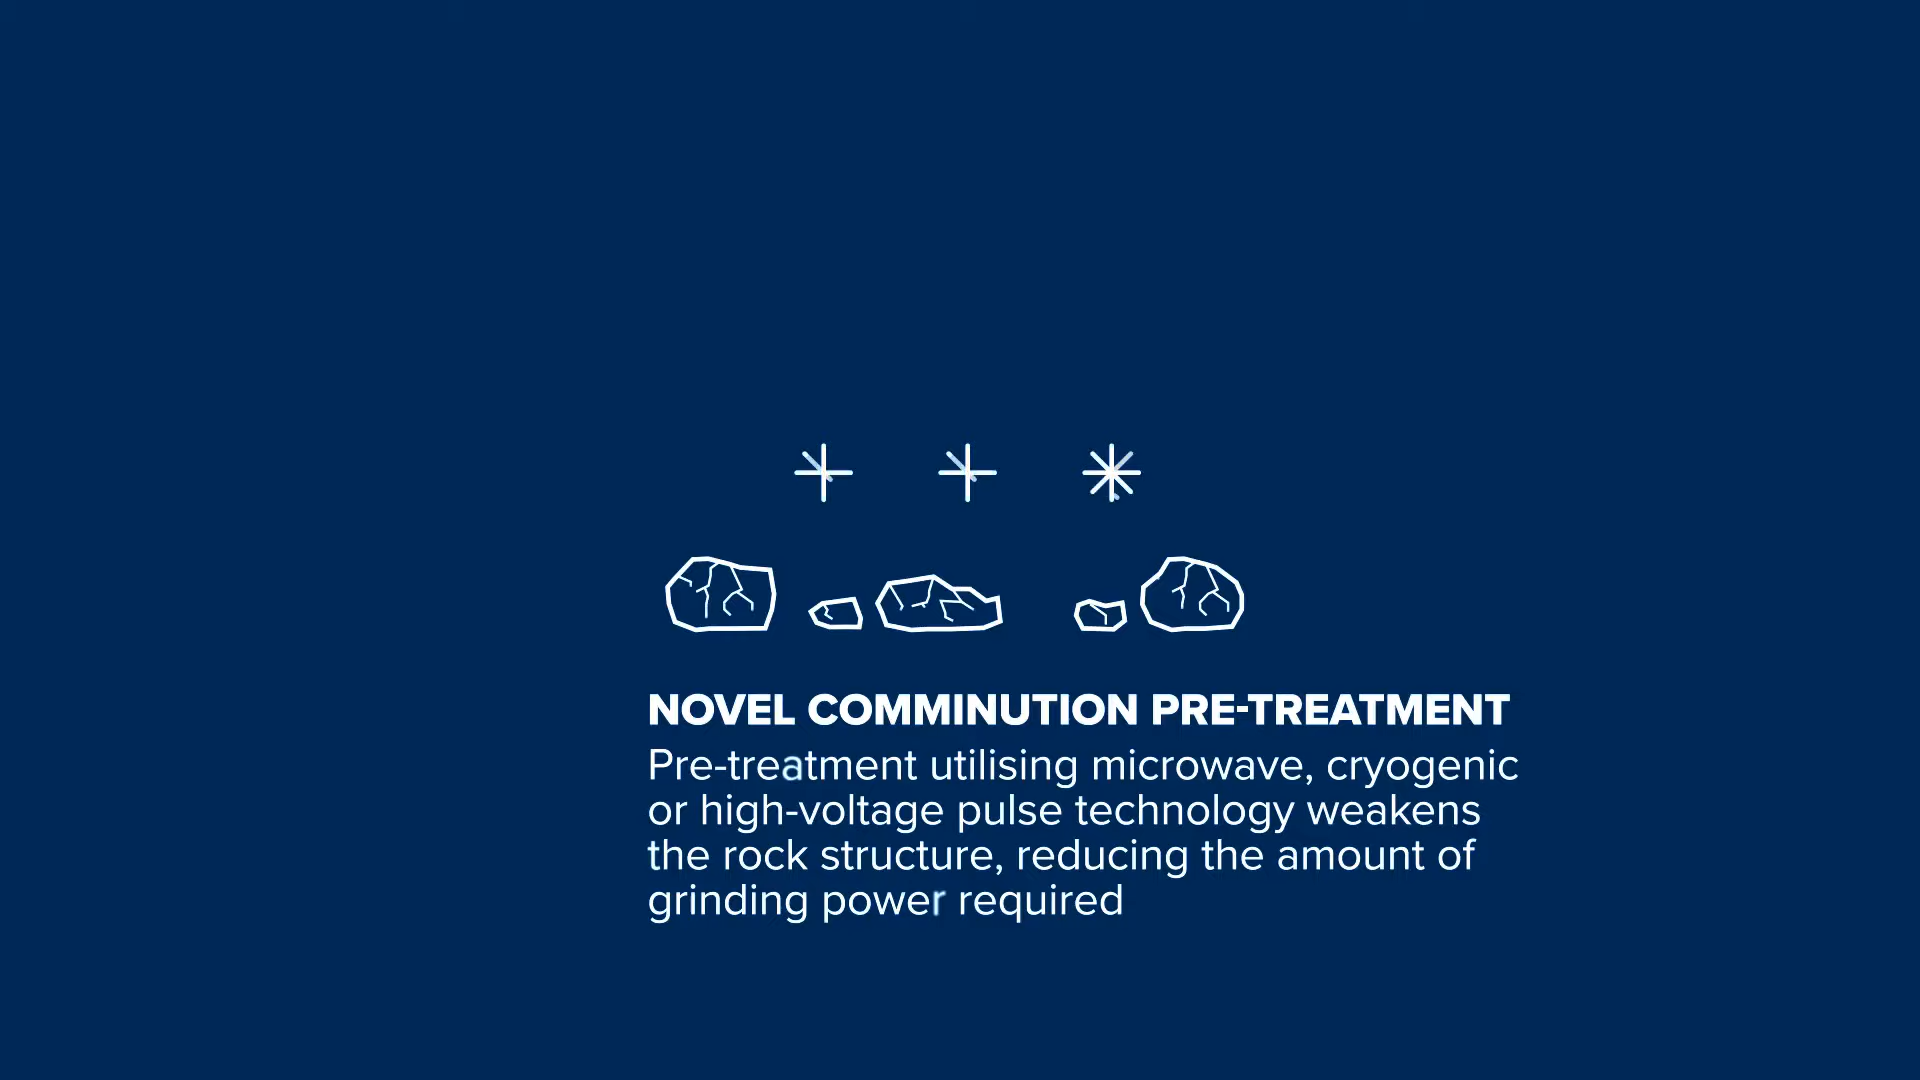 NOVEL COMMINUTION PRE-TREATMENT
Pre-treatment utilising microwave, cryogenic
or high-voltage pulse technology weakens
the rock structure, reducing the amount of
grinding power required